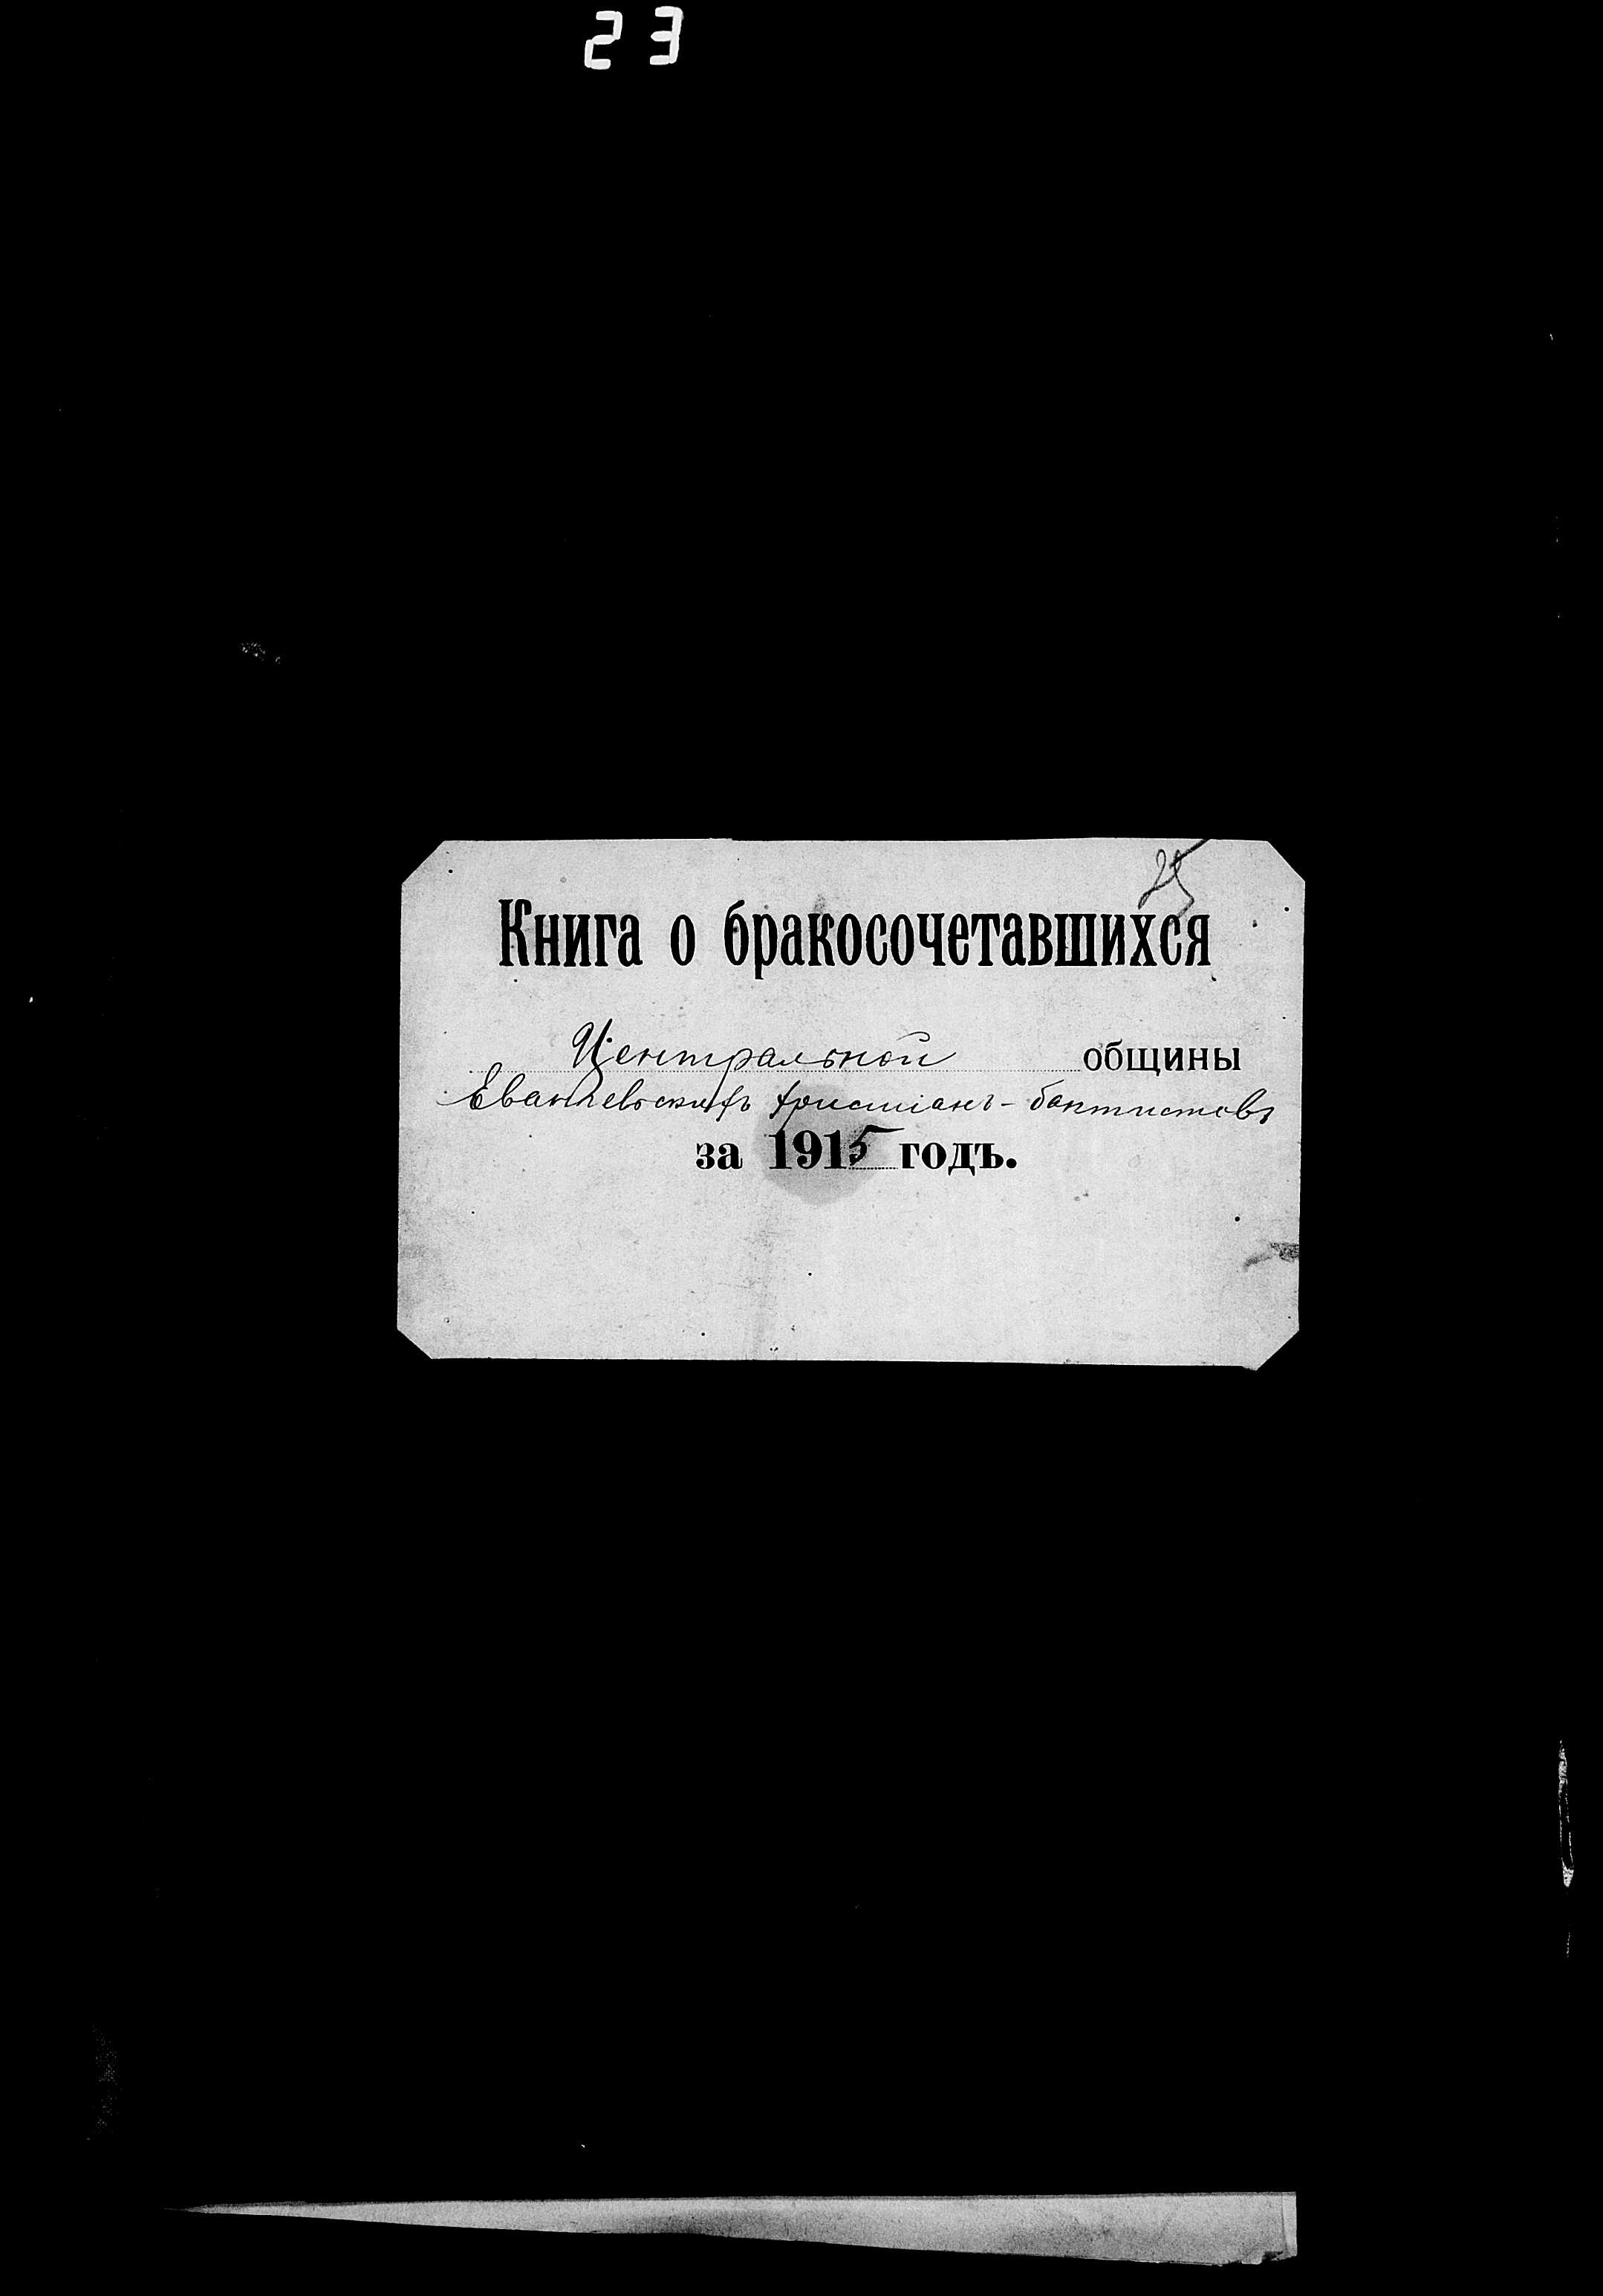 23
25
Книга о бракосочетавшихся
Центральной общины
Евангельскихъ христіанъ-баптистовъ
за 1915 годъ.